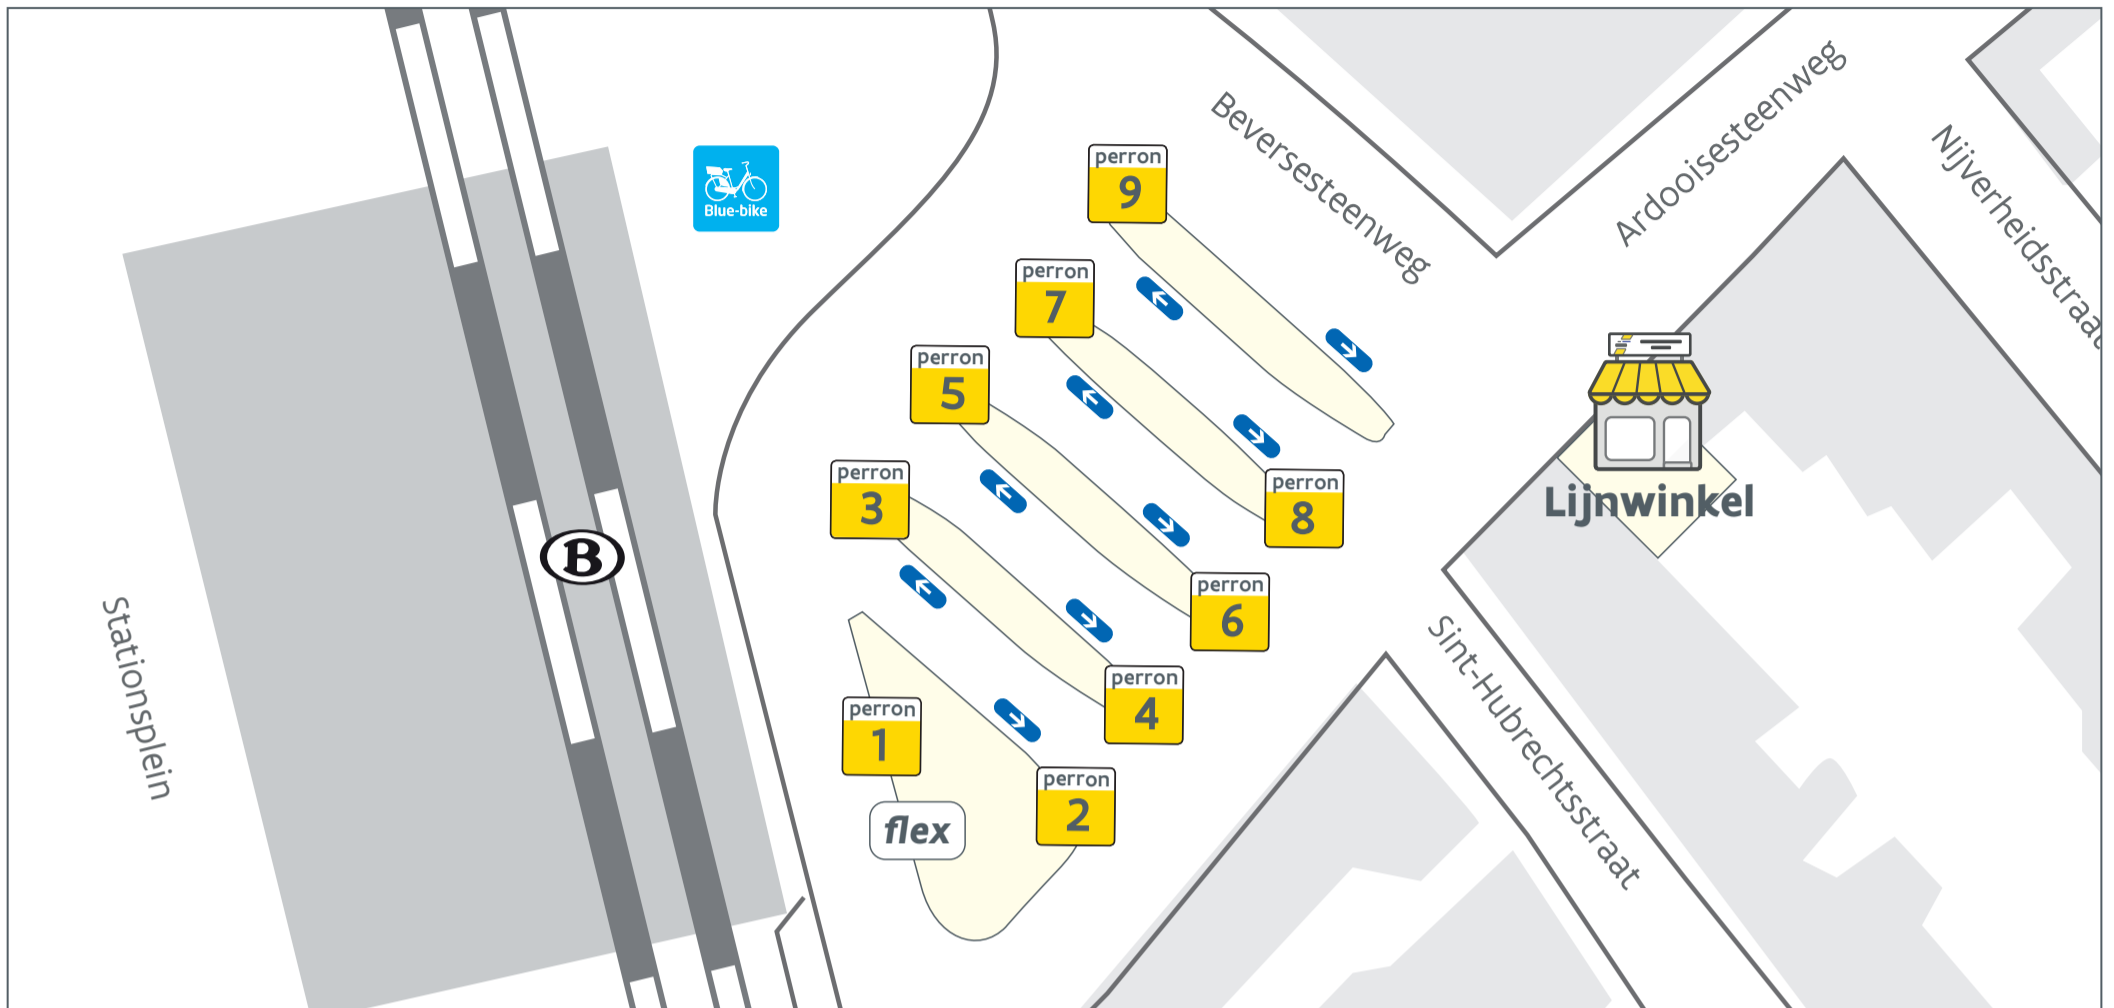 Blue-bike
Beversesteenweg
Ardooisesteenweg
Nijverheidsstraat
perron
9
perron
7
perron
5
perron
3
perron
8
perron
6
perron
4
perron
1
perron
2
flex
Lijnwinkel
B
Stationsplein
Sint-Hubrechtsstraat